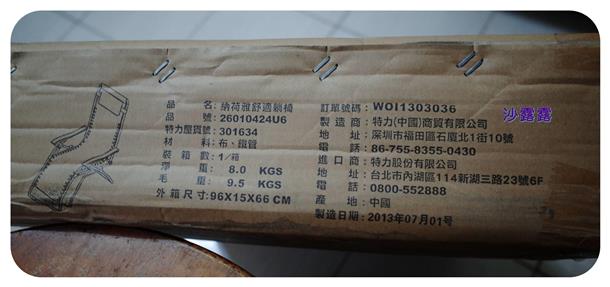 品 名：納荷雅舒適躺椅
品 號：26010424U6
特力屋貨號：301634
材 料：布、鐵管
裝 箱 數：1/箱
淨 重： 8.0 KGS
毛 重： 9.5 KGS
外 箱 尺 寸：96X15X66 CM
訂單號碼：WOI1303036
製 造 商：特力(中國)商貿有限公司
地 址：深圳市福田區石廈北1街10號
電 話：86-755-8355-0430
進 口 商：特力股份有限公司
地 址：台北市內湖區114新湖三路23號6F
電 話：0800-552888
產 地：中國
製造日期：2013年07月01号
沙露露